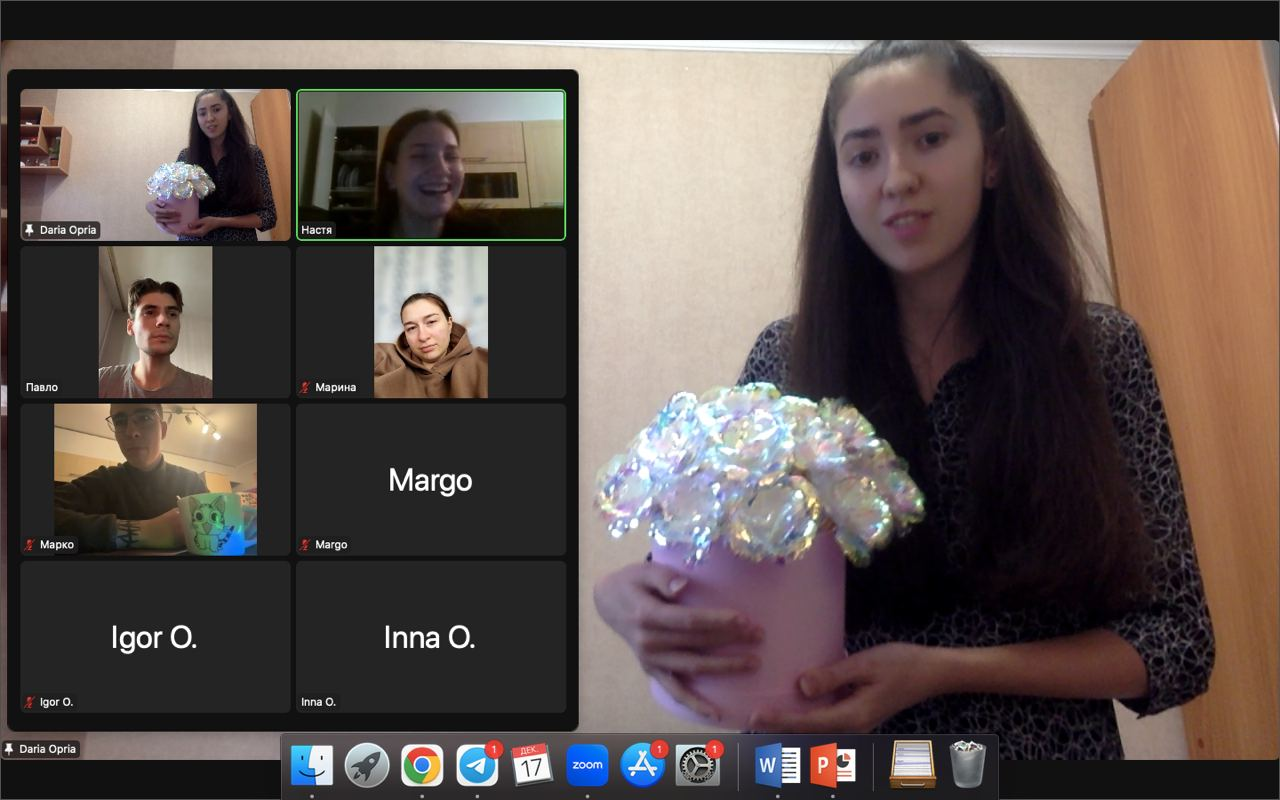 Daria Opria
Настя
Павло
Марина
Марко
Margo
Margo
Igor O.
Igor O.
Inna O.
Inna O.
Daria Opria
1
ДЕК.
17
zoom
1
1
W
P